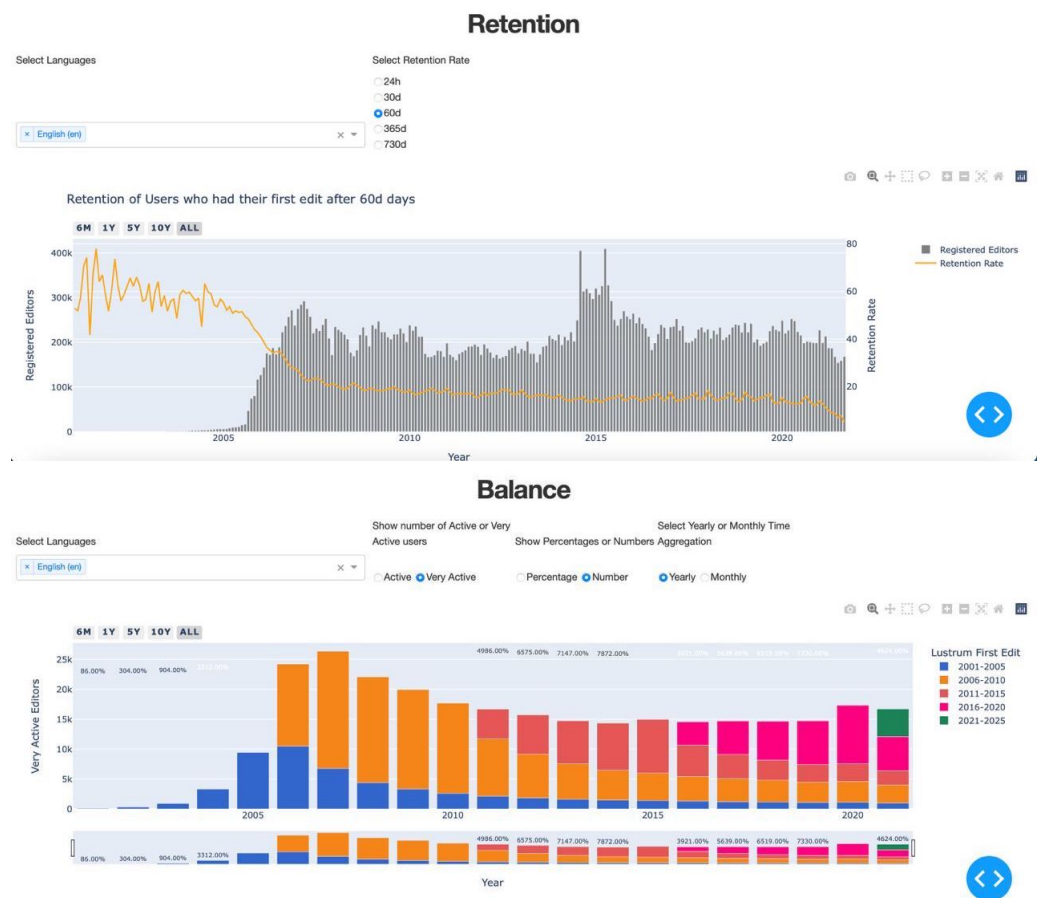 Retention
Select Languages
Select Retention Rate
24h
30d
60d
365d
730d
× English (en)
Retention of Users who had their first edit after 60d days
6M 1Y 5Y 10Y ALL
Registered Editors
Retention Rate
400k
300k
200k
100k
0
80
60
40
20
Registered Editors
Retention Rate
2005 2010 2015 2020
Year
Balance
Select Languages
Show number of Active or Very
Active users
Show Percentages or Numbers
Select Yearly or Monthly Time
Aggregation
× English (en)
Active Very Active
Percentage Number
Yearly Monthly
6M 1Y 5Y 10Y ALL
Lustrum First Edit
2001-2005
2006-2010
2011-2015
2016-2020
2021-2025
Very Active Editors
25k
20k
15k
10k
5k
0
86.00% 304.00% 904.00% 3312.00% 4986.00% 6575.00% 7147.00% 7872.00% 3921.00% 5639.00% 6519.00% 7330.00% 4624.00%
2005 2010 2015 2020
86.00% 304.00% 904.00% 3312.00% 4986.00% 6575.00% 7147.00% 7872.00% 3921.00% 5639.00% 6519.00% 7330.00% 4624.00%
Year